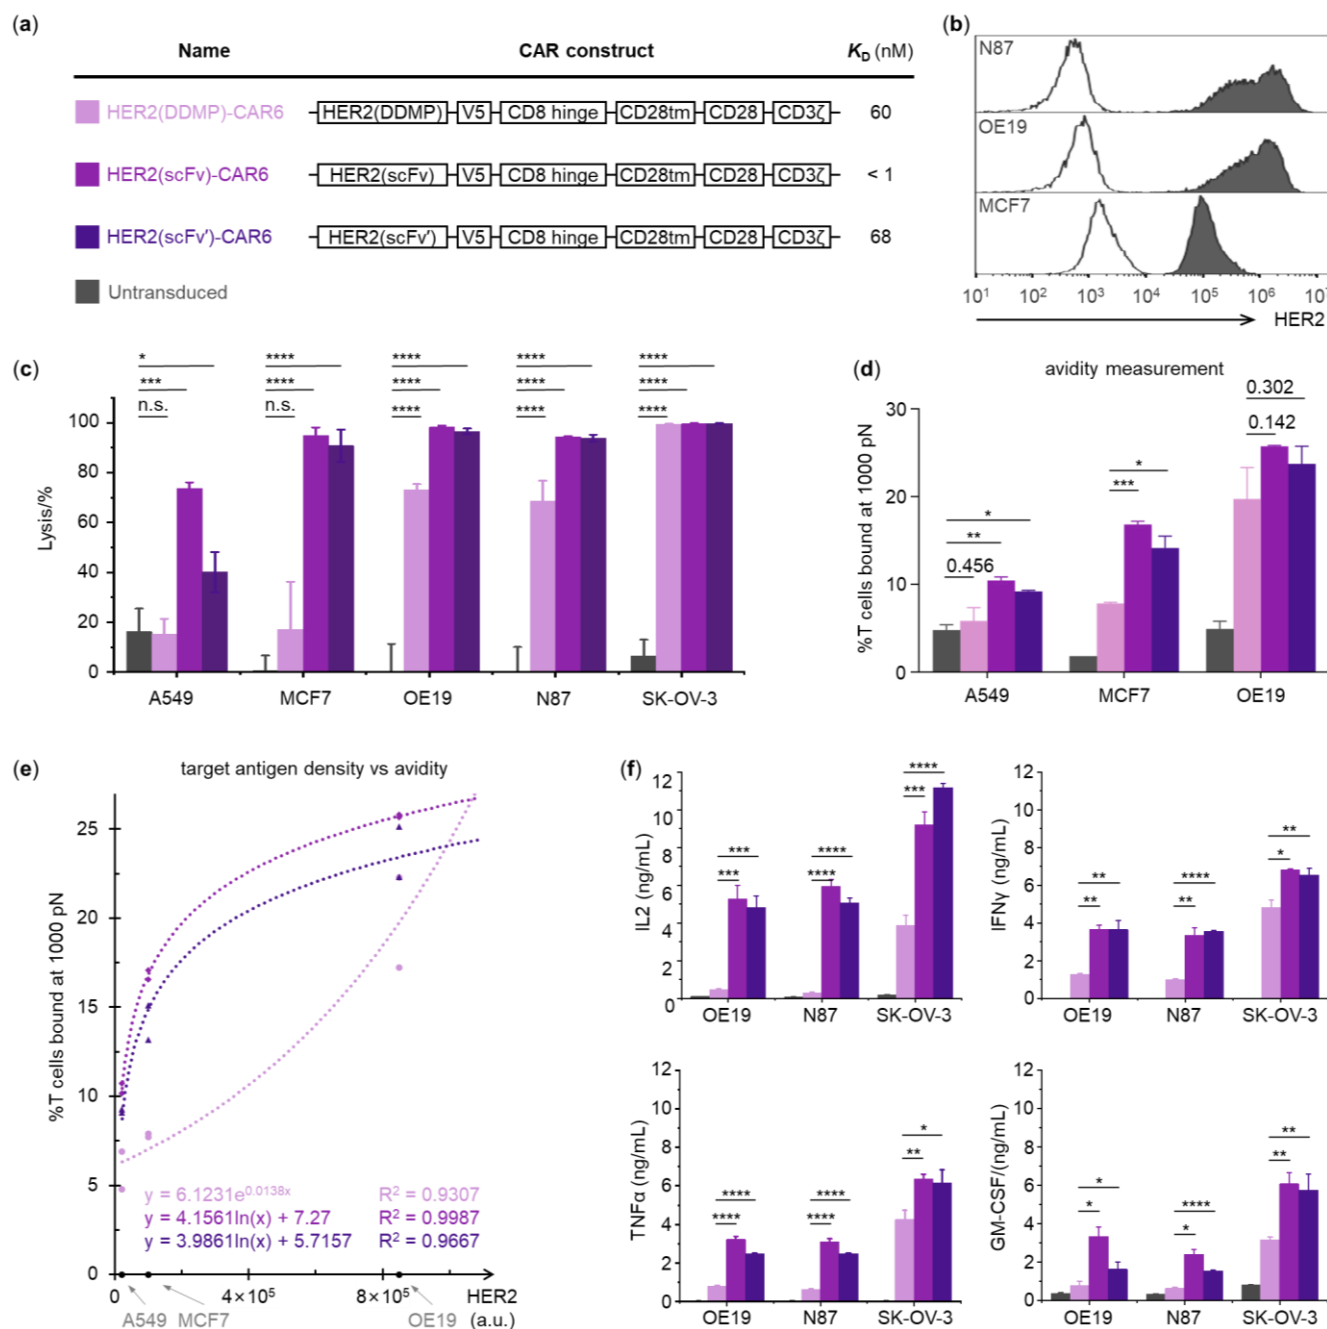 (a)
Name CAR construct K_D (nM)
HER2(DDMP)-CAR6 HER2(DDMP) V5 CD8 hinge CD28tm CD28 CD3ζ 60
HER2(scFv)-CAR6 HER2(scFv) V5 CD8 hinge CD28tm CD28 CD3ζ < 1
HER2(scFv')-CAR6 HER2(scFv') V5 CD8 hinge CD28tm CD28 CD3ζ 68
Untransduced
(b)
N87
OE19
MCF7
10¹ 10² 10³ 10⁴ 10⁵ 10⁶ 10⁷
HER2
(c)
* **** **** **** ****
*** **** **** **** ****
n.s. n.s. **** **** ****
100
80
60
40
20
0
Lysis/%
A549 MCF7 OE19 N87 SK-OV-3
(d)
avidity measurement
30
20
10
0
%T cells bound at 1000 pN
* * 0.302
** *** 0.142
0.456
A549 MCF7 OE19
(e)
target antigen density vs avidity
25
20
15
10
5
0
%T cells bound at 1000 pN
y = 6.1231e^0.0138x R² = 0.9307
y = 4.1561ln(x) + 7.27 R² = 0.9987
y = 3.9861ln(x) + 5.7157 R² = 0.9667
0 4×10⁵ 8×10⁵ HER2
A549 MCF7 OE19 (a.u.)
(f)
12
10
8
6
4
2
0
IL2 (ng/mL)
*** **** ****
*** **** ***
OE19 N87 SK-OV-3
12
10
8
6
4
2
0
IFNγ (ng/mL)
** **** **
** ** *
OE19 N87 SK-OV-3
12
10
8
6
4
2
0
TNFα (ng/mL)
**** **** *
**** **** **
OE19 N87 SK-OV-3
12
10
8
6
4
2
0
GM-CSF/(ng/mL)
* **** **
* * **
OE19 N87 SK-OV-3